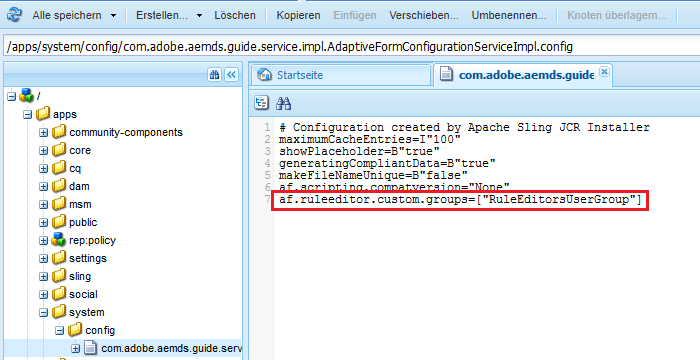 Alle speichern Erstellen... Löschen Kopieren Einfügen Verschieben... Umbenennen... Knoten überlagern...
/apps/system/config/com.adobe.aemds.guide.service.impl.AdaptiveFormConfigurationServiceImpl.config
Startseite com.adobe.aemds.guide
/
apps
community-components
core
cq
dam
msm
public
rep:policy
settings
sling
social
system
config
com.adobe.aemds.guide.serv
1 # Configuration created by Apache Sling JCR Installer
2 maximumCacheEntries=I"100"
3 showPlaceholder=B"true"
4 generatingCompliantData=B"true"
5 makeFileNameUnique=B"false"
6 af.scripting.compatversion="None"
7 af.ruleeditor.custom.groups=["RuleEditorsUserGroup"]